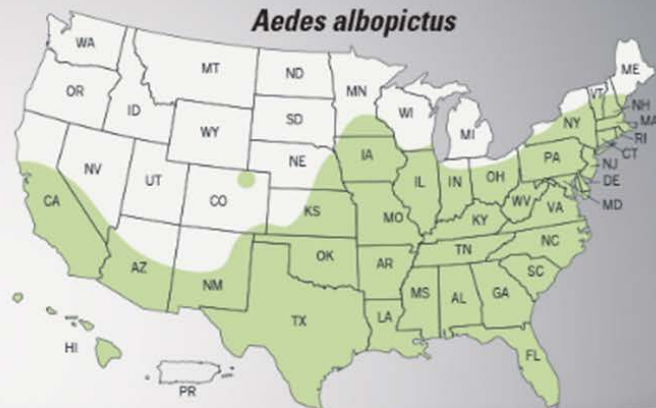 Aedes albopictus
WA
MT
ND
MN
ME
VT
OR
ID
WY
SD
WI
MI
NY
NH
MA
RI
CT
NV
UT
CO
NE
IA
IL
IN
OH
PA
NJ
DE
MD
CA
KS
MO
KY
WV
VA
AZ
NM
OK
AR
TN
NC
SC
TX
LA
MS
AL
GA
FL
HI
PR